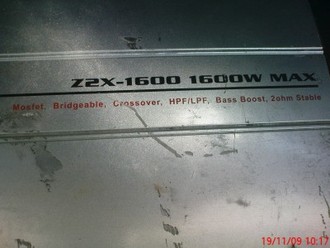 Z2X-1600 1600W MAX
Mosfet, Bridgeable, Crossover, HPF/LPF, Bass Boost, 2ohm Stable
19/11/09 10:17